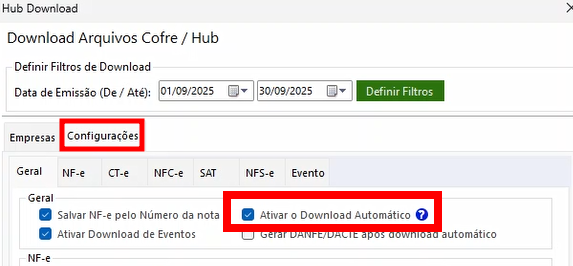 Hub Download
Download Arquivos Cofre / Hub
Definir Filtros de Download
Data de Emissão (De / Até): 01/09/2025 30/09/2025 Definir Filtros
Empresas Configurações
Geral NF-e CT-e NFC-e SAT NFS-e Evento
Geral
Salvar NF-e pelo Número da nota Ativar o Download Automático ?
Ativar Download de Eventos Gerar DANFE/DACTE após download automático
NF-e